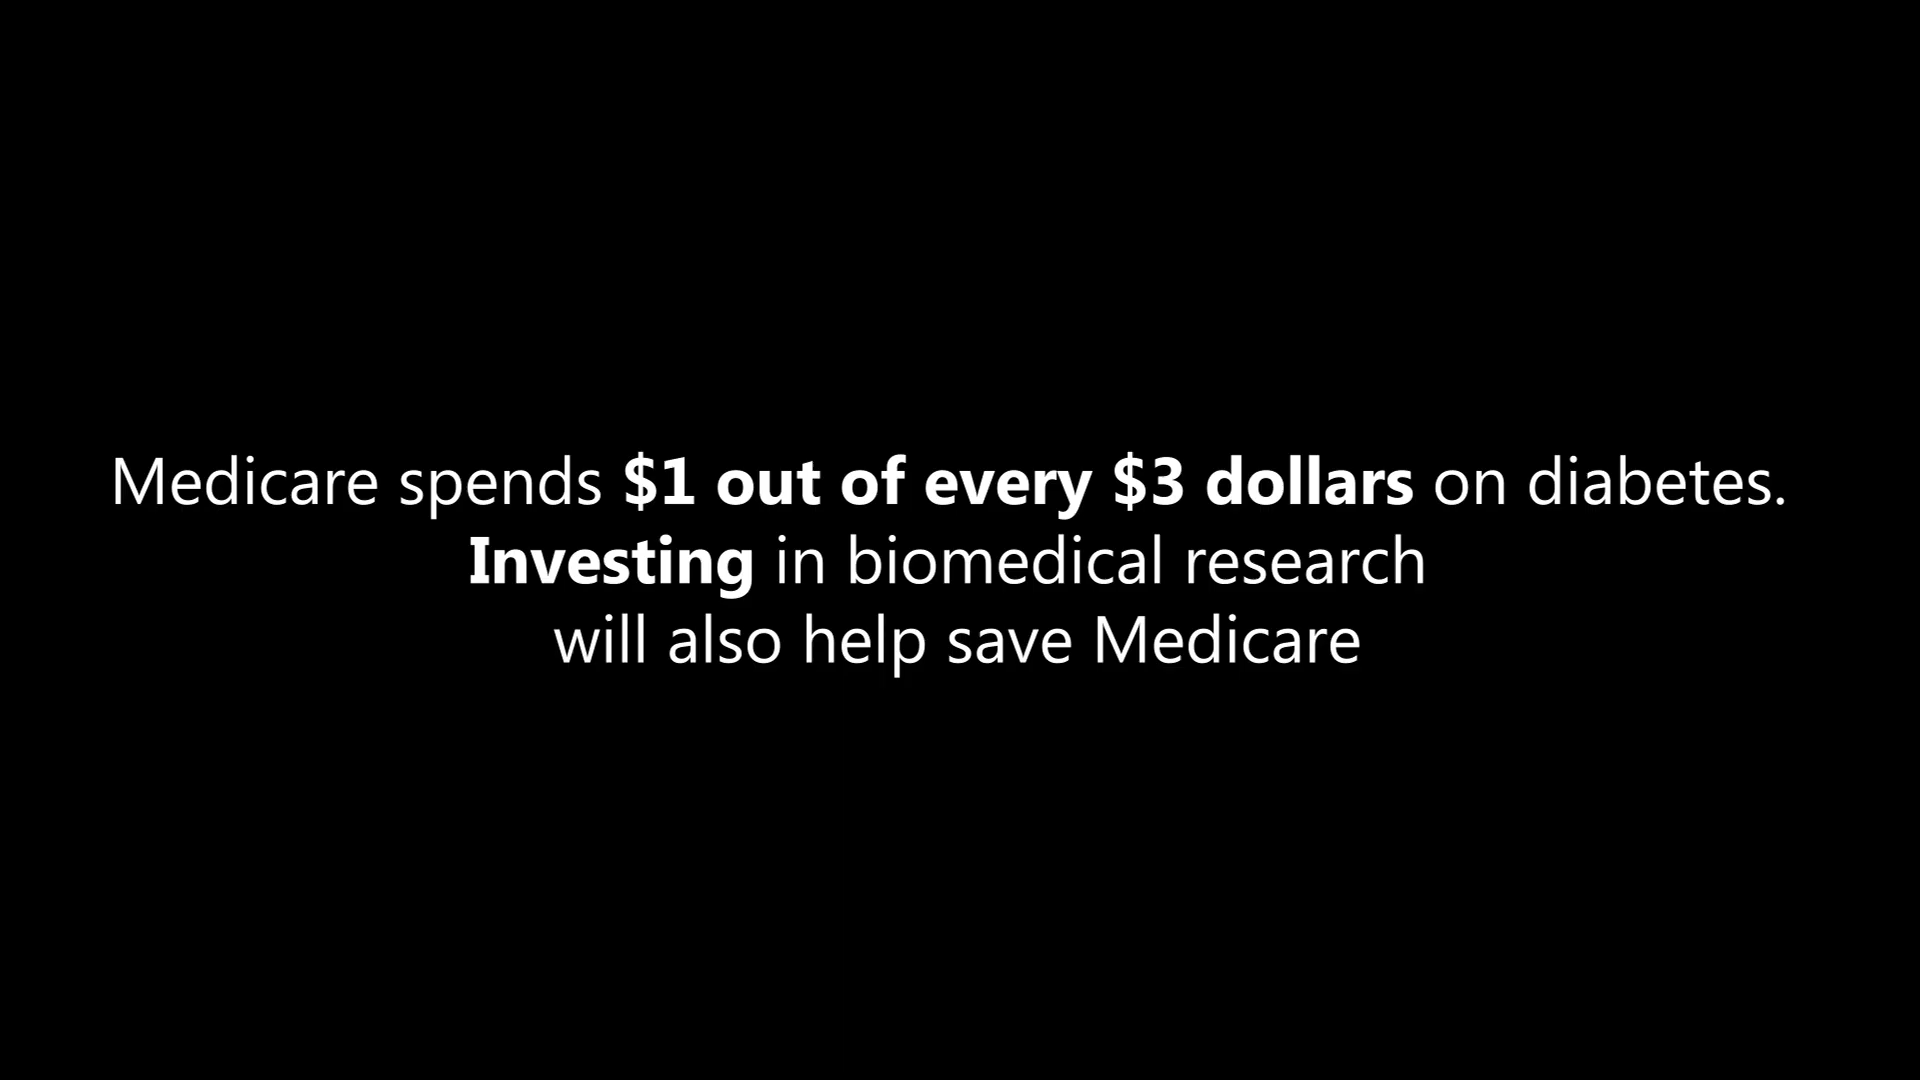 Medicare spends $1 out of every $3 dollars on diabetes.
Investing in biomedical research
will also help save Medicare